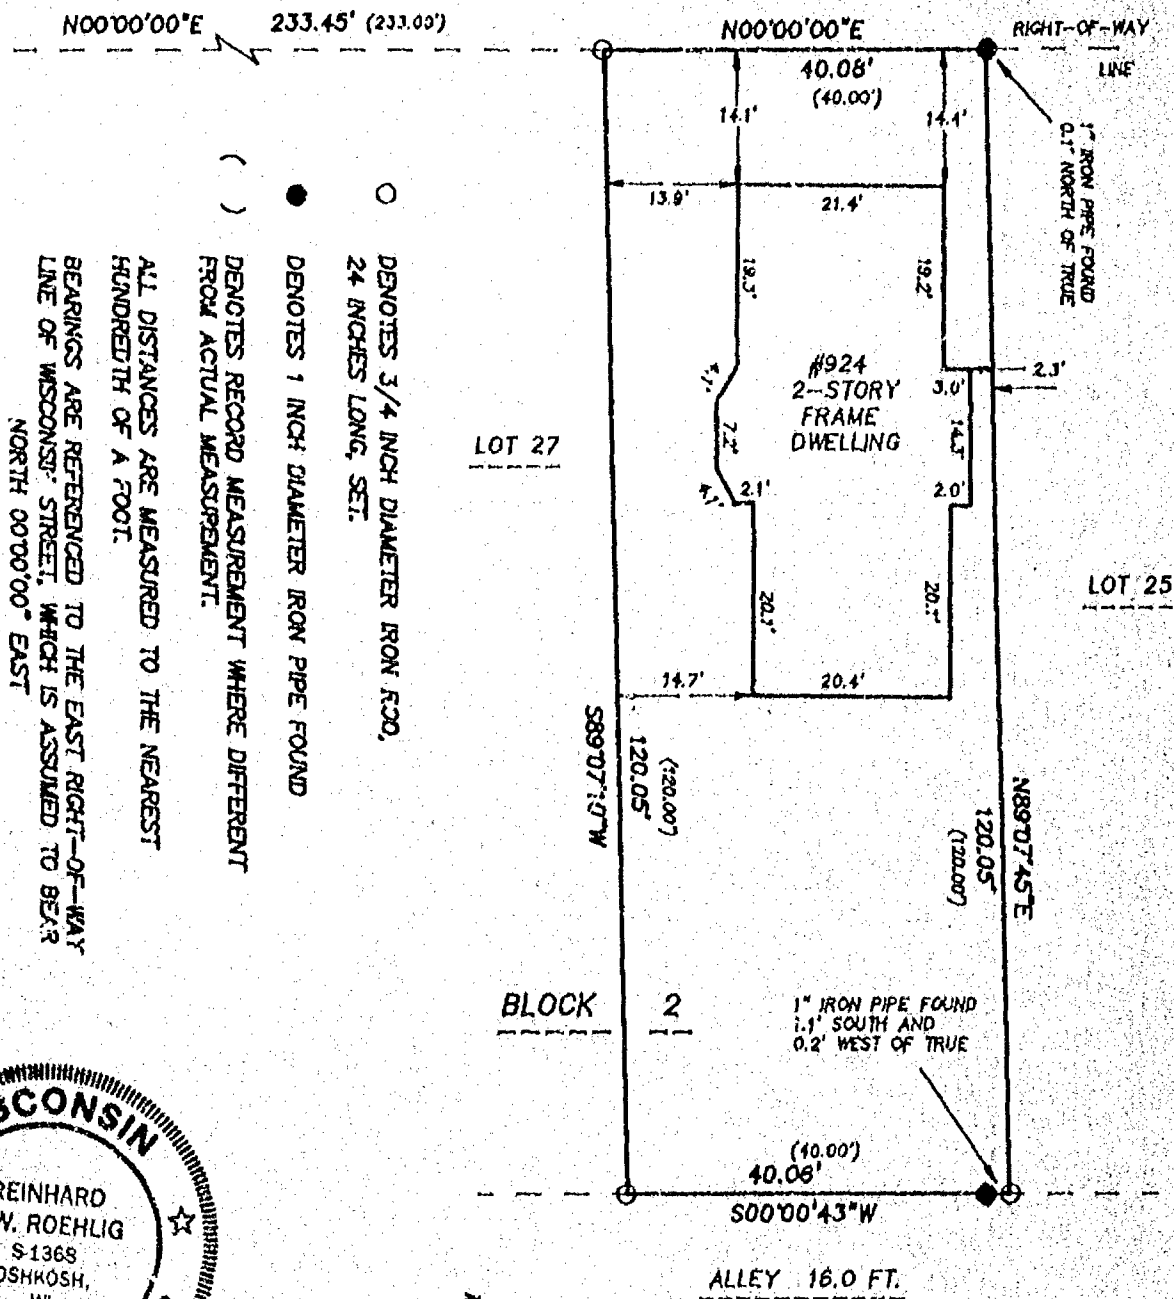 N00°00'00"E 233.45' (233.00')
N00°00'00"E
RIGHT-OF-WAY
LINE
40.08'
(40.00')
14.1'
14.4'
1" IRON PIPE FOUND
0.1' NORTH OF TRUE
13.9'
21.4'
19.3'
19.2'
#924
2-STORY
FRAME
DWELLING
2.3'
3.0'
7.2'
14.3'
2.1'
2.0'
LOT 27
LOT 25
20.4'
14.7'
S89°07'10"W
120.05'
(120.00')
N89°07'45"E
120.05'
(120.00')
BLOCK 2
1" IRON PIPE FOUND
1.1' SOUTH AND
0.2' WEST OF TRUE
(40.00')
40.06'
S00°00'43"W
ALLEY 16.0 FT.
DENOTES 3/4 INCH DIAMETER IRON ROD,
24 INCHES LONG, SET.
DENOTES 1 INCH DIAMETER IRON PIPE FOUND
( ) DENOTES RECORD MEASUREMENT WHERE DIFFERENT
FROM ACTUAL MEASUREMENT.
ALL DISTANCES ARE MEASURED TO THE NEAREST
HUNDREDTH OF A FOOT.
BEARINGS ARE REFERENCED TO THE EAST RIGHT-OF-WAY
LINE OF WISCONSIN STREET, WHICH IS ASSUMED TO BEAR
NORTH 00°00'00" EAST
SCONSIN
REINHARD
W. ROEHLIG
S-1368
OSHKOSH,
WI